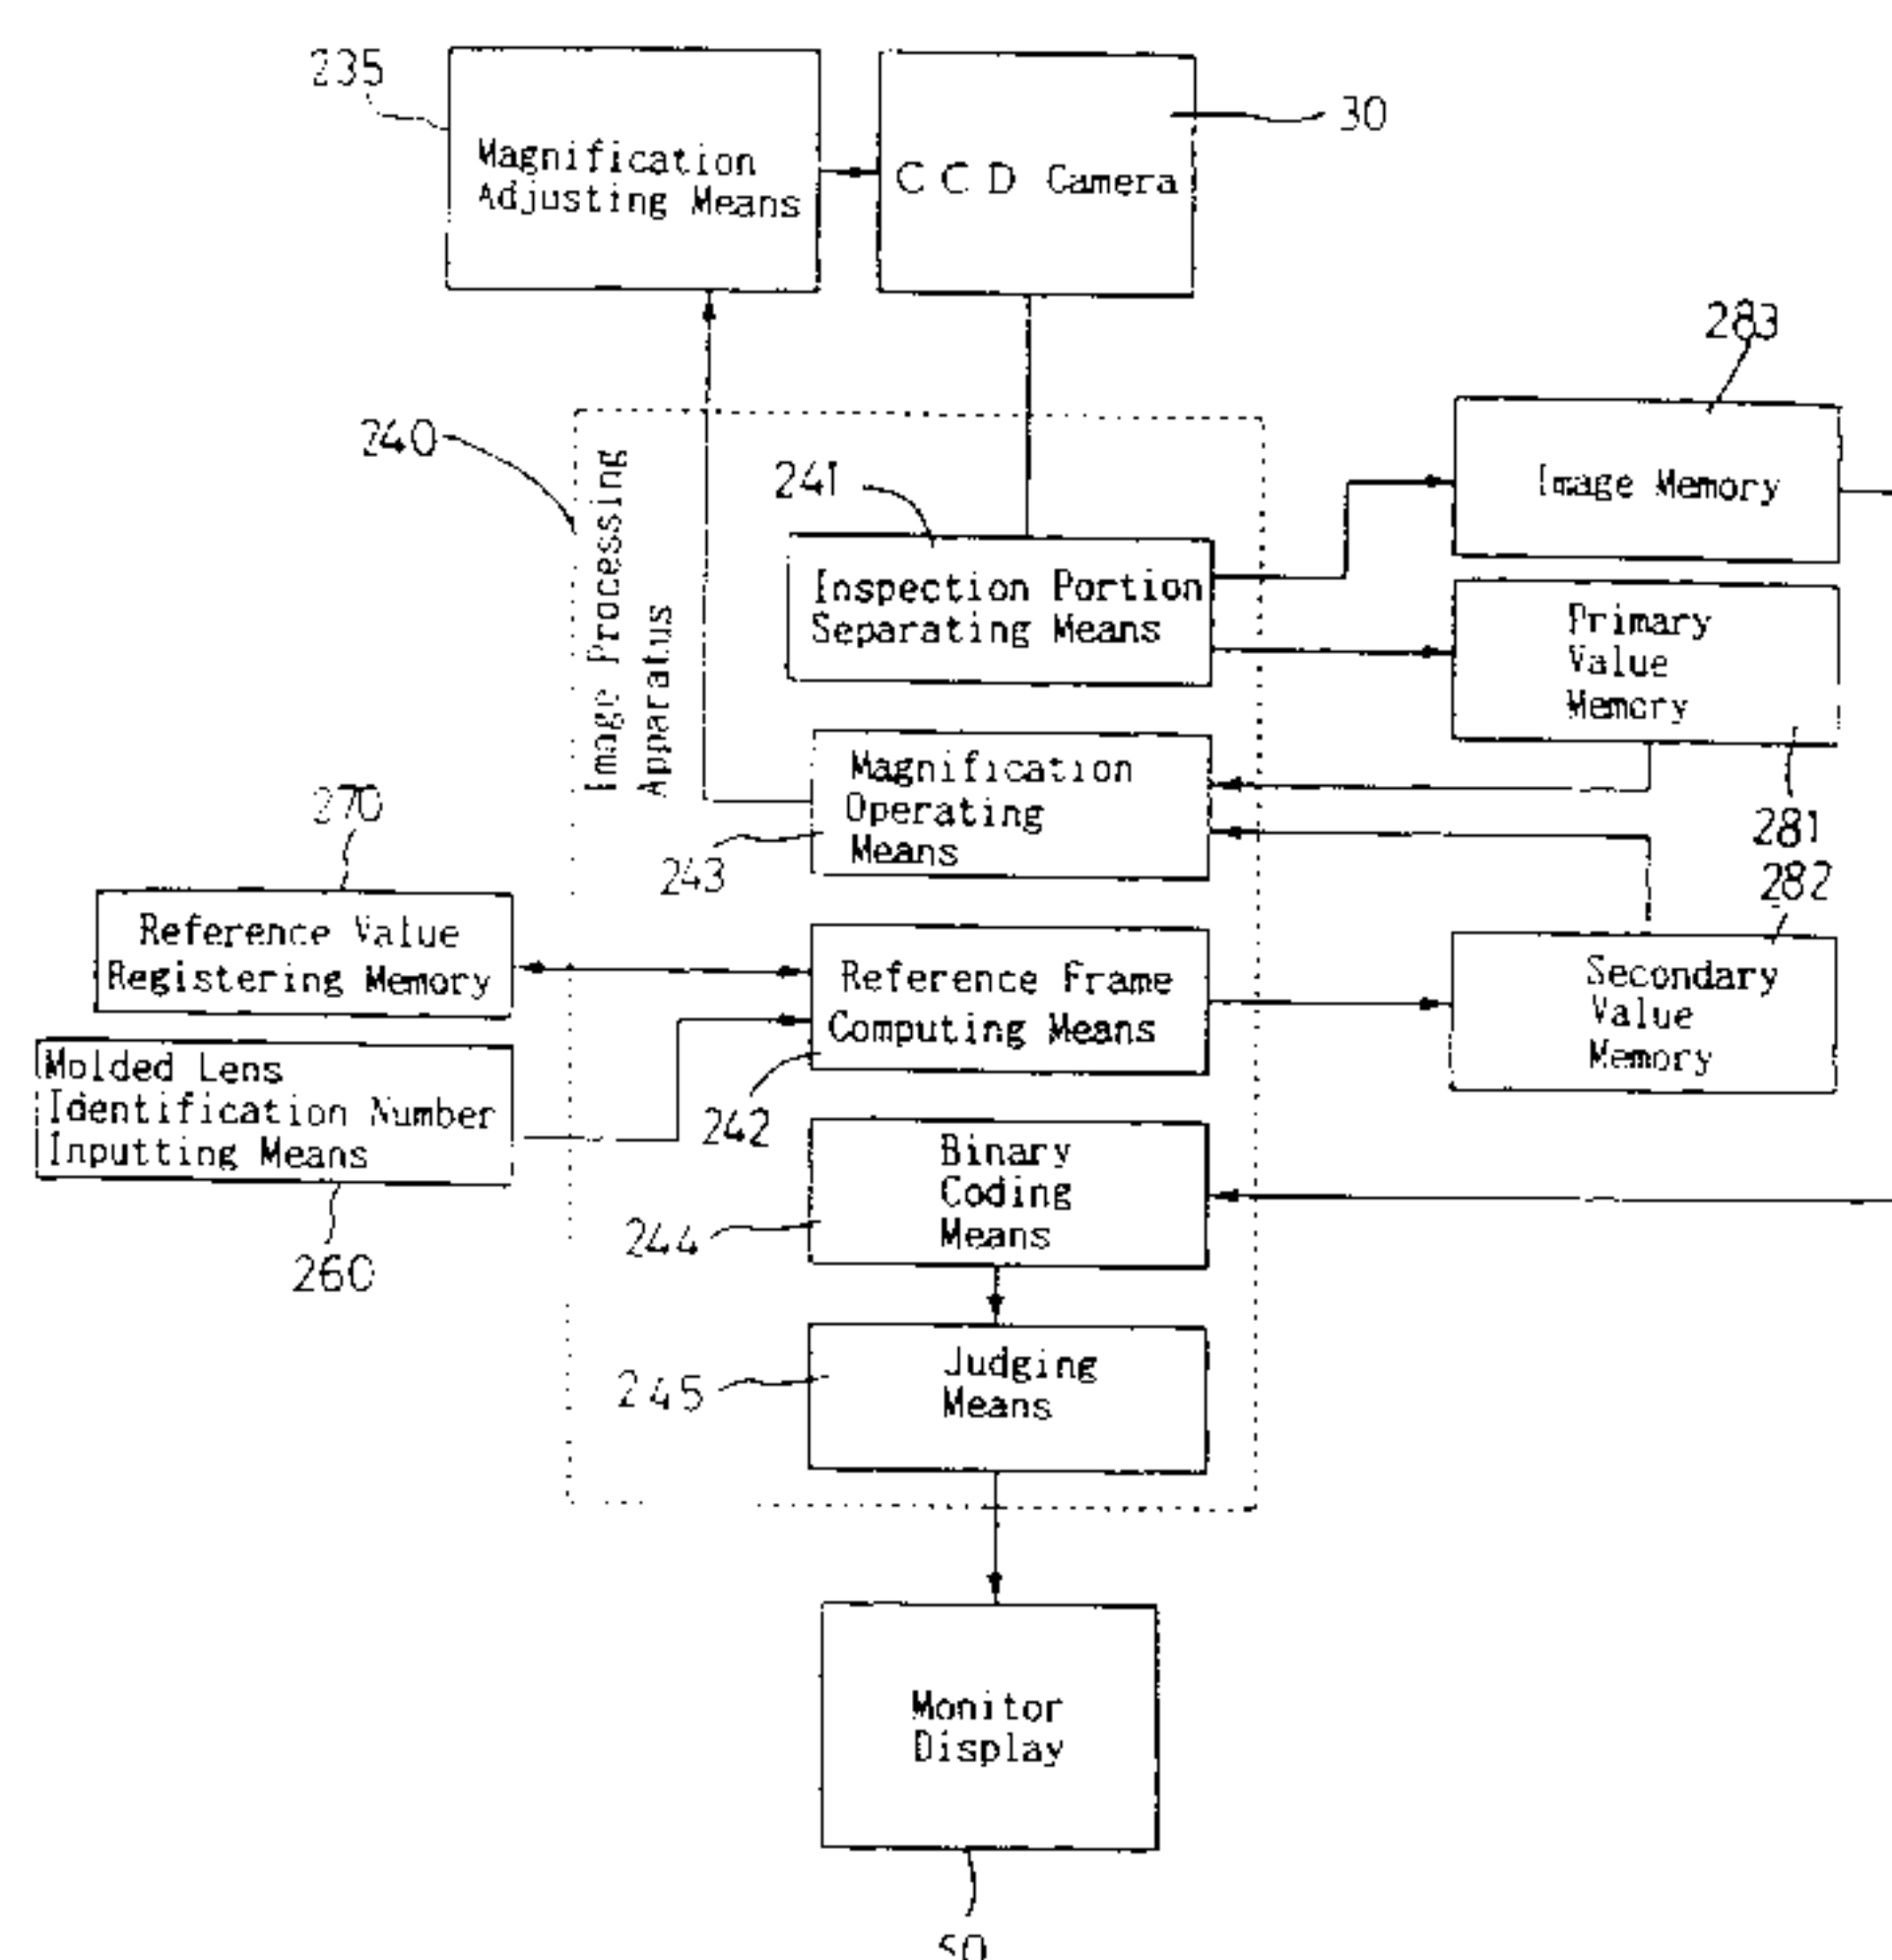 235
Magnification
Adjusting Means
CCD Camera
30
283
Image Memory
240
Image Processing
Apparatus
241
Inspection Portion
Separating Means
Primary
Value
Memory
281
Magnification
Operating
Means
243
282
270
Reference Value
Registering Memory
Reference Frame
Computing Means
242
Secondary
Value
Memory
Molded Lens
Identification Number
Inputting Means
260
Binary
Coding
Means
244
Judging
Means
245
Monitor
Display
50